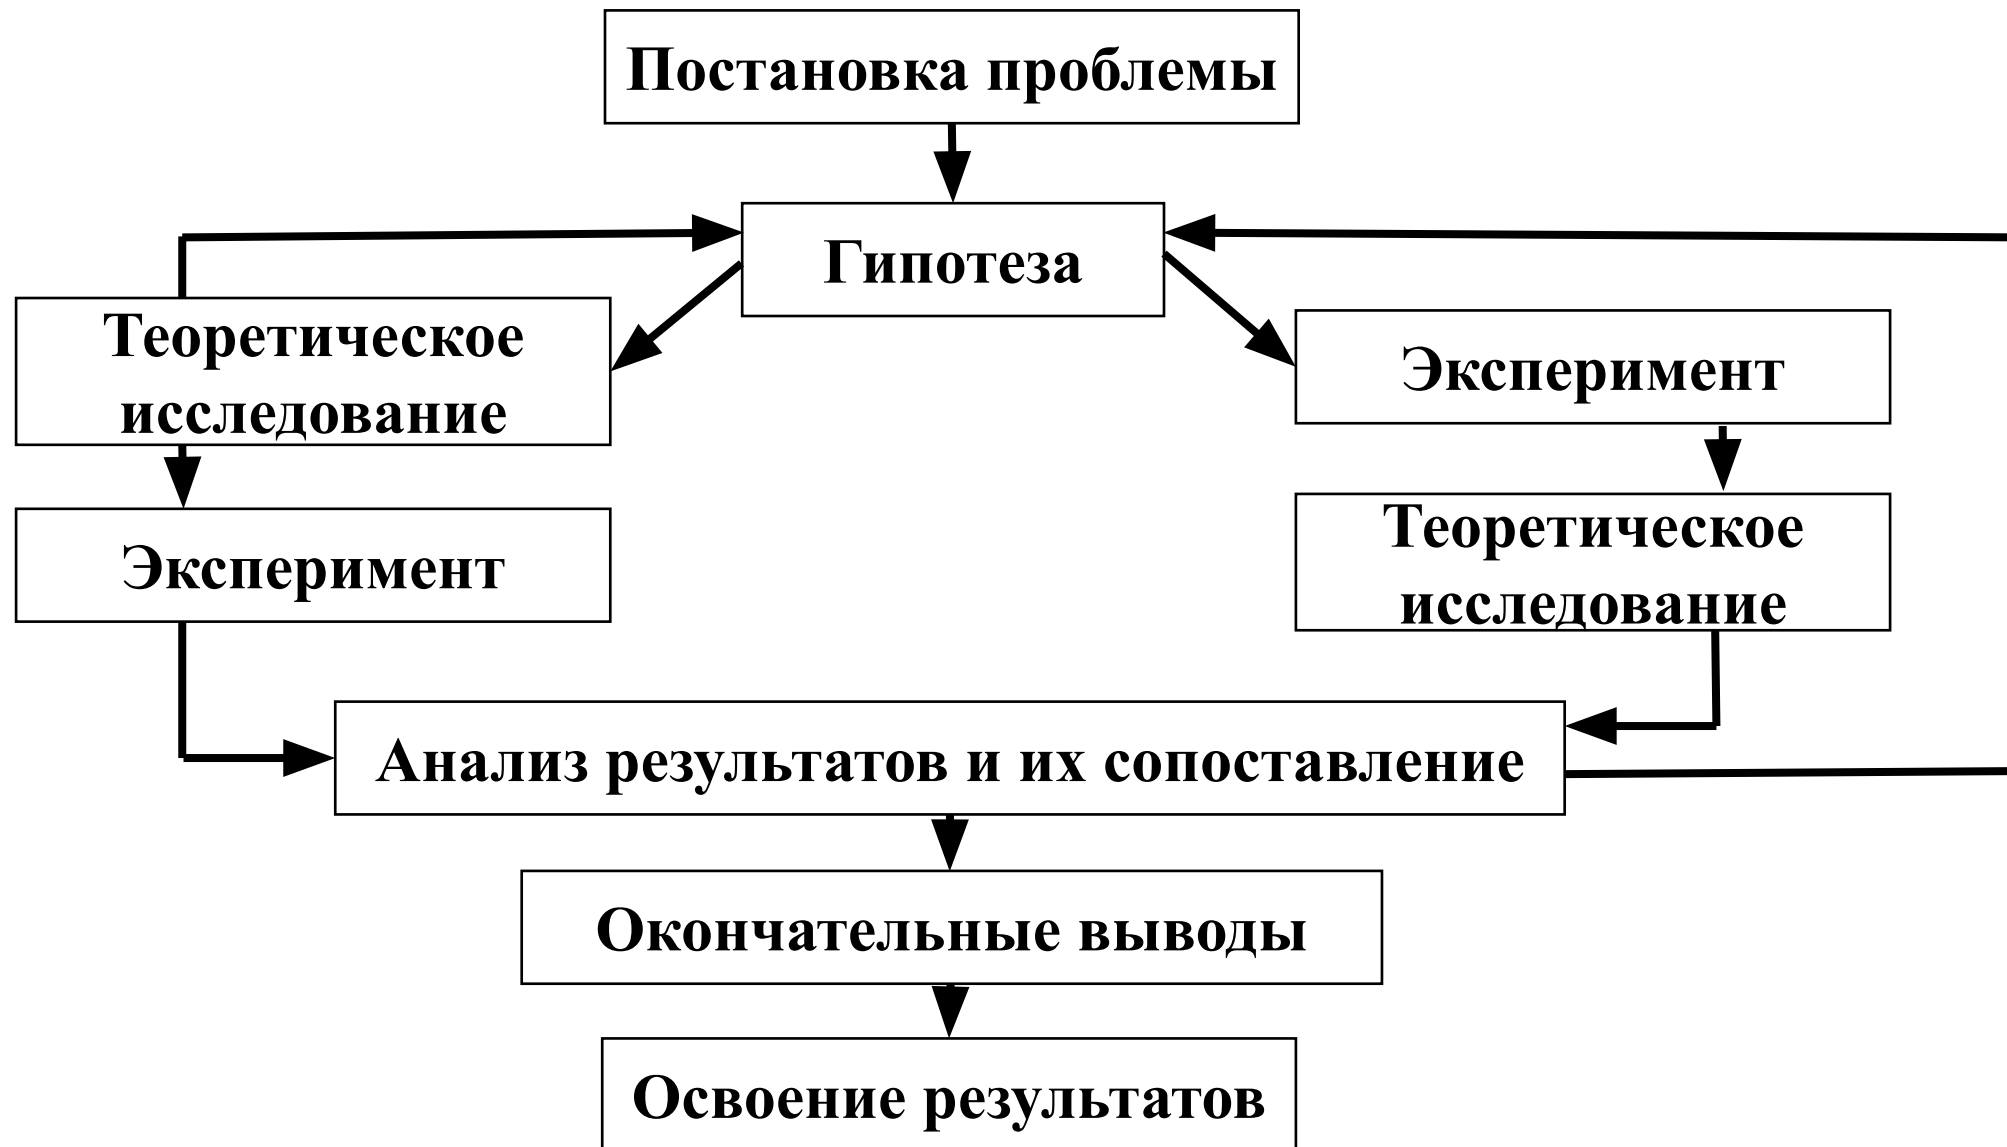 Постановка проблемы
Гипотеза
Теоретическое
исследование
Эксперимент
Эксперимент
Теоретическое
исследование
Анализ результатов и их сопоставление
Окончательные выводы
Освоение результатов